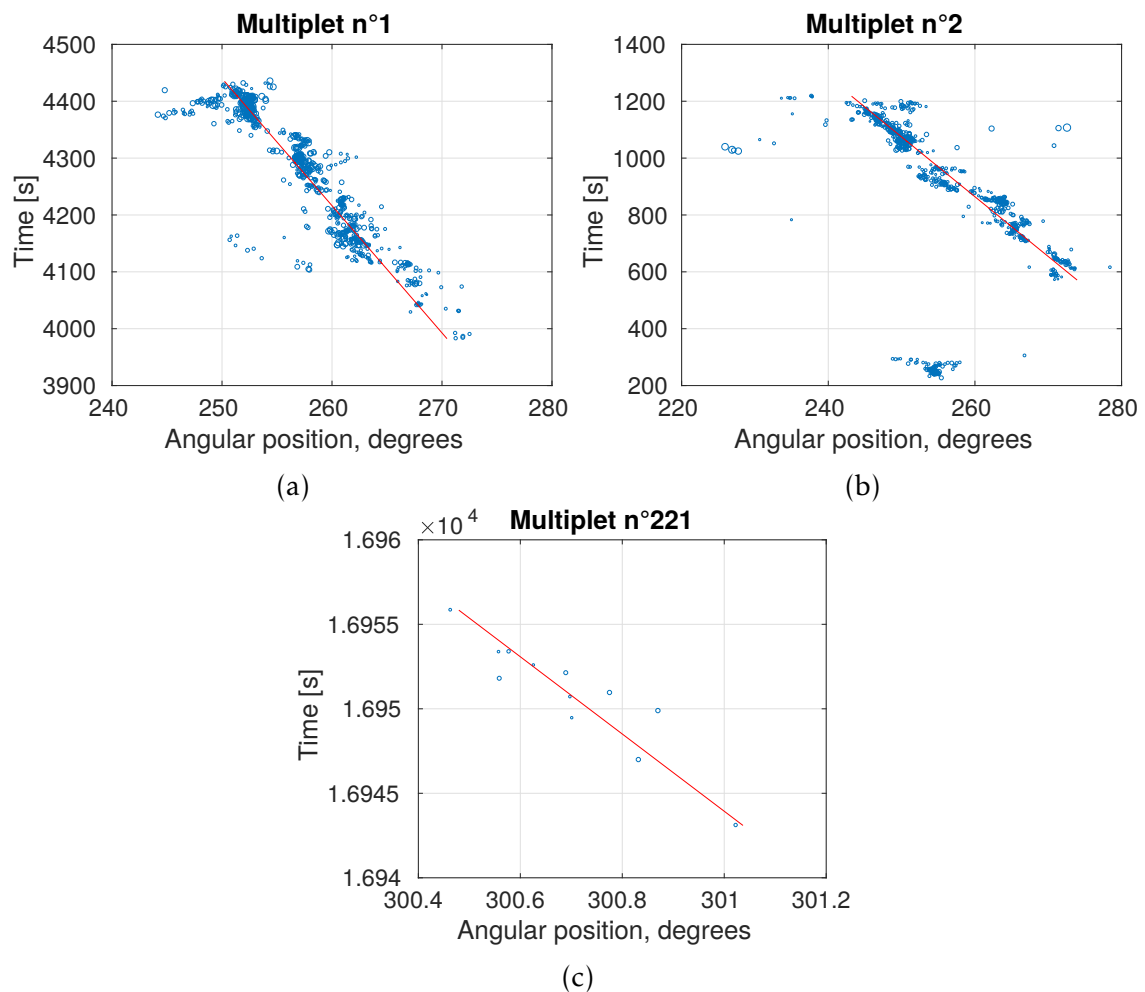 Multiplet n°1
4500
4400
4300
4200
4100
4000
3900
Time [s]
240 250 260 270 280
Angular position, degrees
(a)
Multiplet n°2
1400
1200
1000
800
600
400
200
Time [s]
220 240 260 280
Angular position, degrees
(b)
×10 4
Multiplet n°221
1.696
1.6955
1.695
1.6945
1.694
Time [s]
300.4 300.6 300.8 301 301.2
Angular position, degrees
(c)